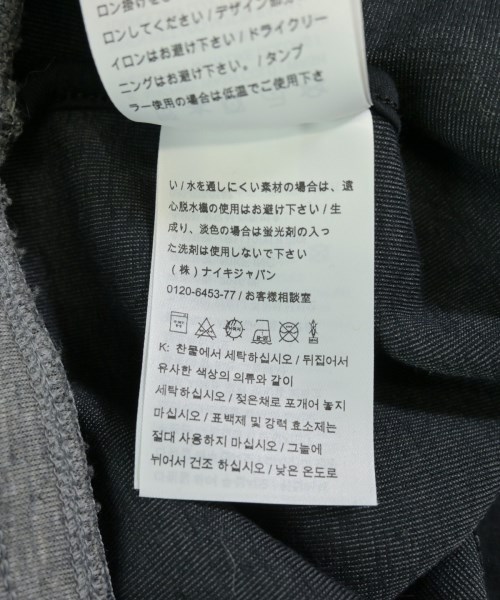 ロンしてください / デザイン部
イロンはお避け下さい / ドライクリー
ニングはお避け下さい。 / タンブ
ラー使用の場合は低温でご使用下さ
い / 水を通しにくい素材の場合は、遠
心脱水機の使用はお避け下さい / 生
成り、淡色の場合は蛍光剤の入っ
た洗剤は使用しないで下さい
(株) ナイキジャパン
0120-6453-77 / お客様相談室
K: 찬물에서 세탁하십시오 / 뒤집어서
유사한 색상의 의류와 같이
세탁하십시오 / 젖은채로 포개어 놓지
마십시오 / 표백제 및 강력 효소제는
절대 사용하지 마십시오 / 그늘에
뉘어서 건조 하십시오 / 낮은 온도로